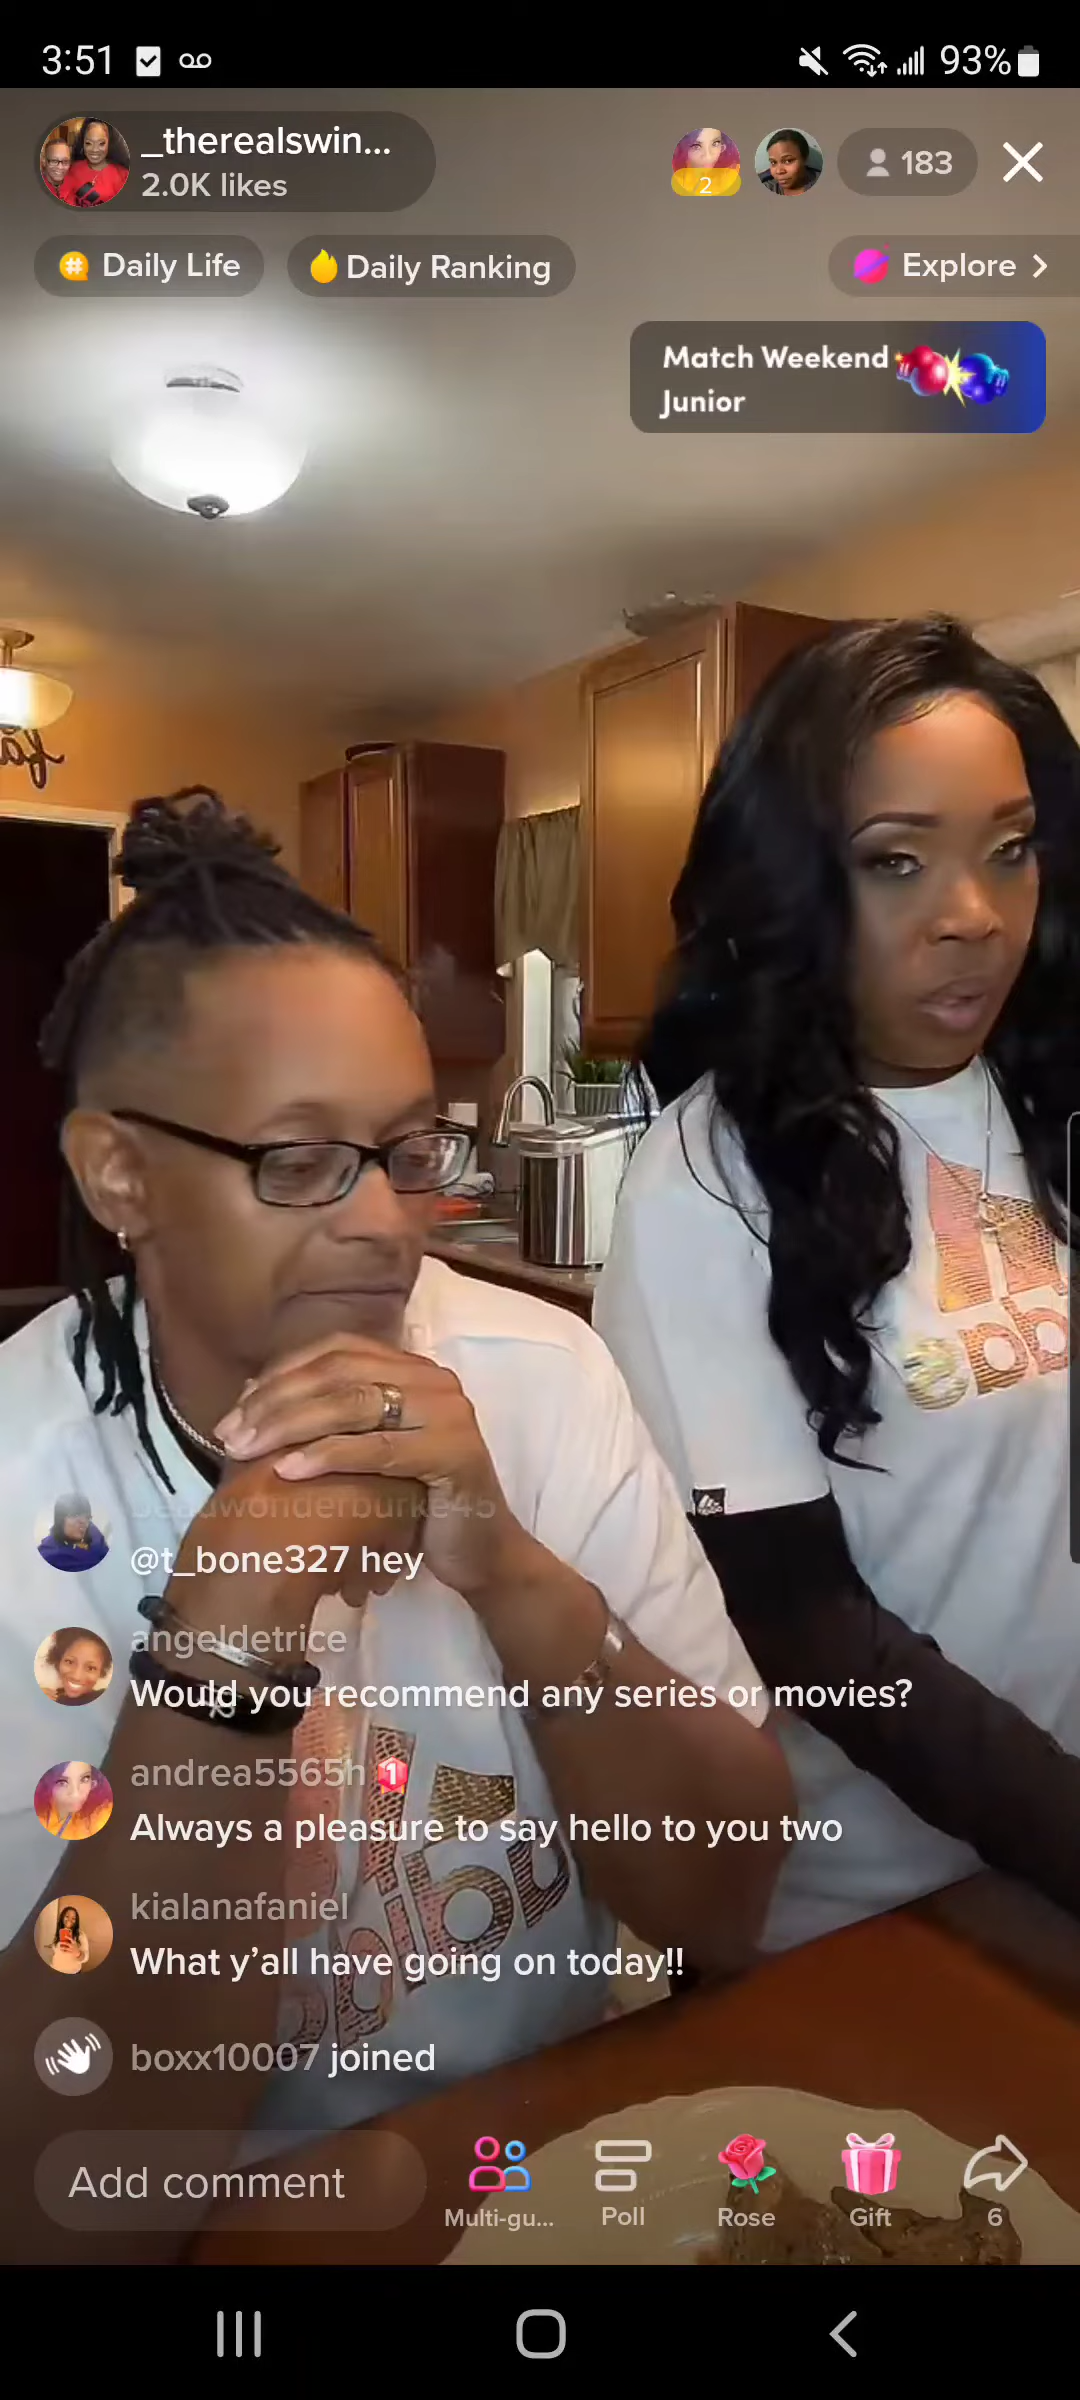 3:51
93%
_therealswin...
2.0K likes
2
183
Daily Life
Daily Ranking
Explore
Match Weekend
Junior
beauwonderburke45
@t_bone327 hey
angeldetrice
Would you recommend any series or movies?
andrea5565h 1
Always a pleasure to say hello to you two
kialanafaniel
What y’all have going on today!!
boxx10007 joined
Add comment
Multi-gu...
Poll
Rose
Gift
6